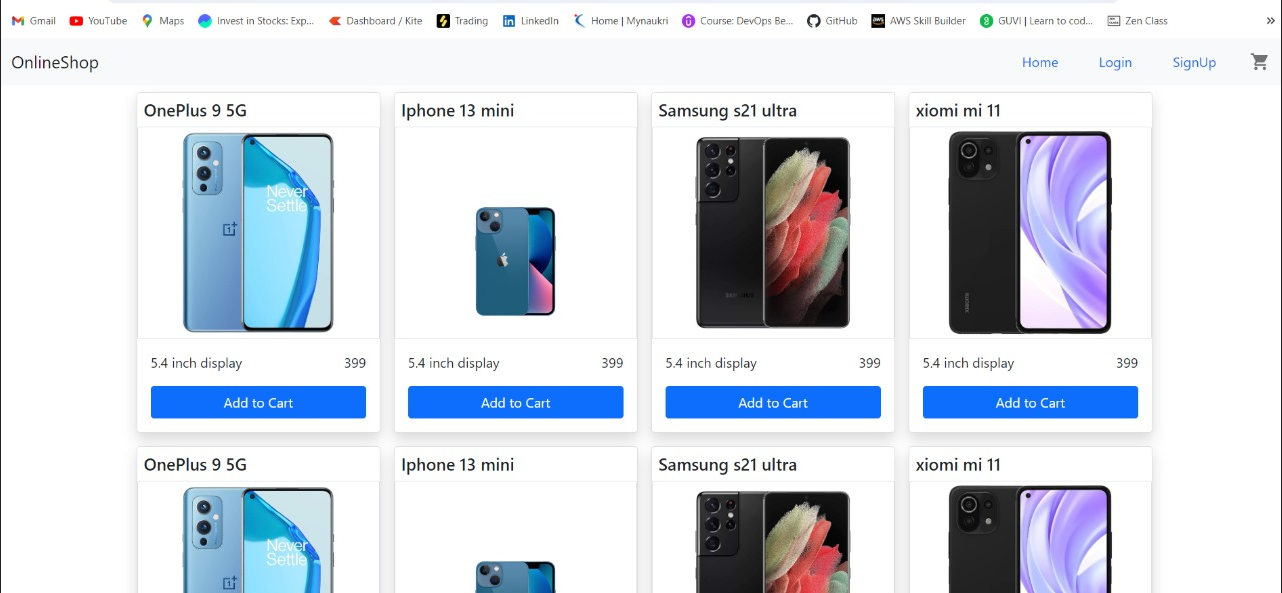 Gmail YouTube Maps Invest in Stocks: Exp... Dashboard / Kite Trading LinkedIn Home | Mynaukri Course: DevOps Be... GitHub AWS Skill Builder GUVI | Learn to cod... Zen Class »
OnlineShop Home Login SignUp
OnePlus 9 5G Iphone 13 mini Samsung s21 ultra xiomi mi 11
Never
Settle
SAMSUNG
XIAOMI
5.4 inch display 399 5.4 inch display 399 5.4 inch display 399 5.4 inch display 399
Add to Cart Add to Cart Add to Cart Add to Cart
OnePlus 9 5G Iphone 13 mini Samsung s21 ultra xiomi mi 11
Never
Settle